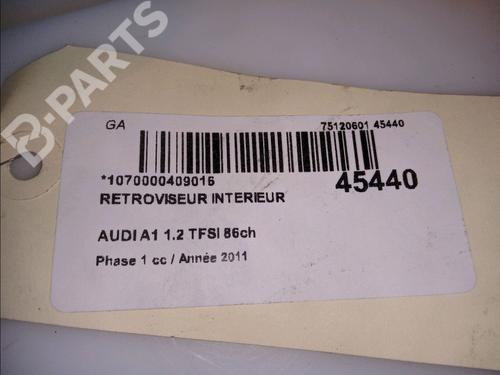 B-PARTS
GA
75120601 45440
*1070000409016
45440
RETROVISEUR INTERIEUR
AUDI A1 1.2 TFSI 86ch
Phase 1 cc / Année 2011